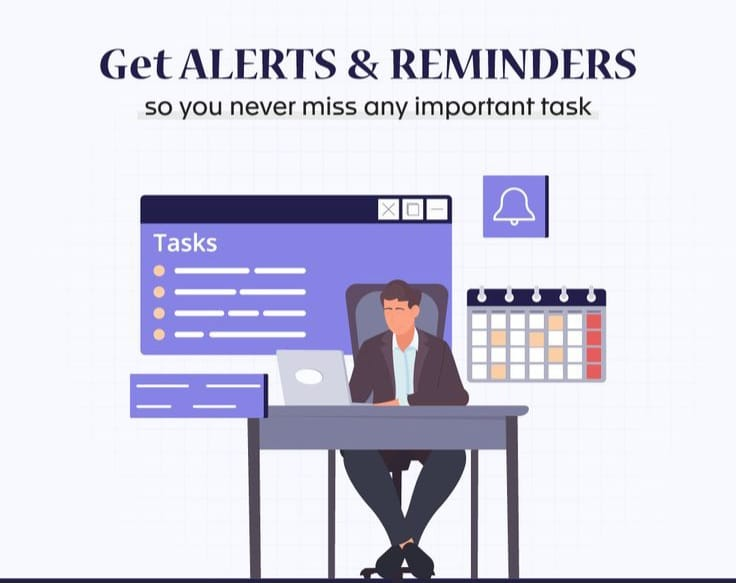 Get ALERTS & REMINDERS
so you never miss any important task
Tasks